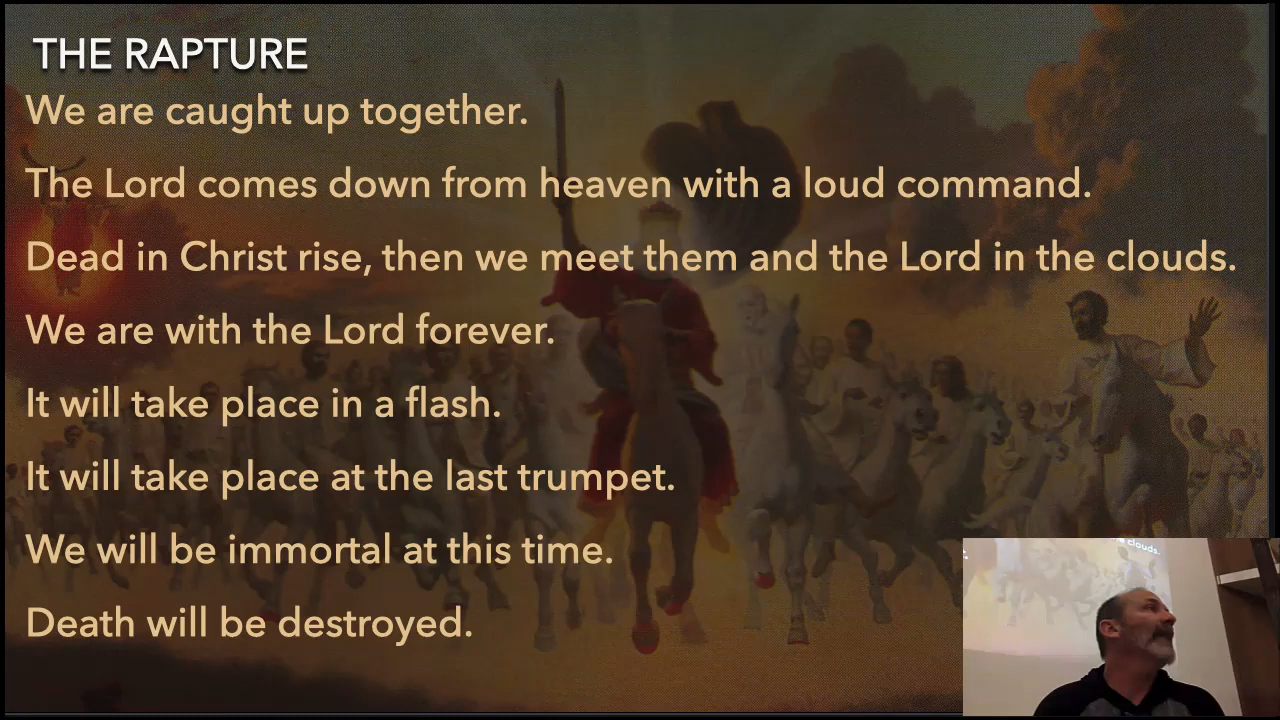 THE RAPTURE
We are caught up together.
The Lord comes down from heaven with a loud command.
Dead in Christ rise, then we meet them and the Lord in the clouds.
We are with the Lord forever.
It will take place in a flash.
It will take place at the last trumpet.
We will be immortal at this time.
Death will be destroyed.
clouds.